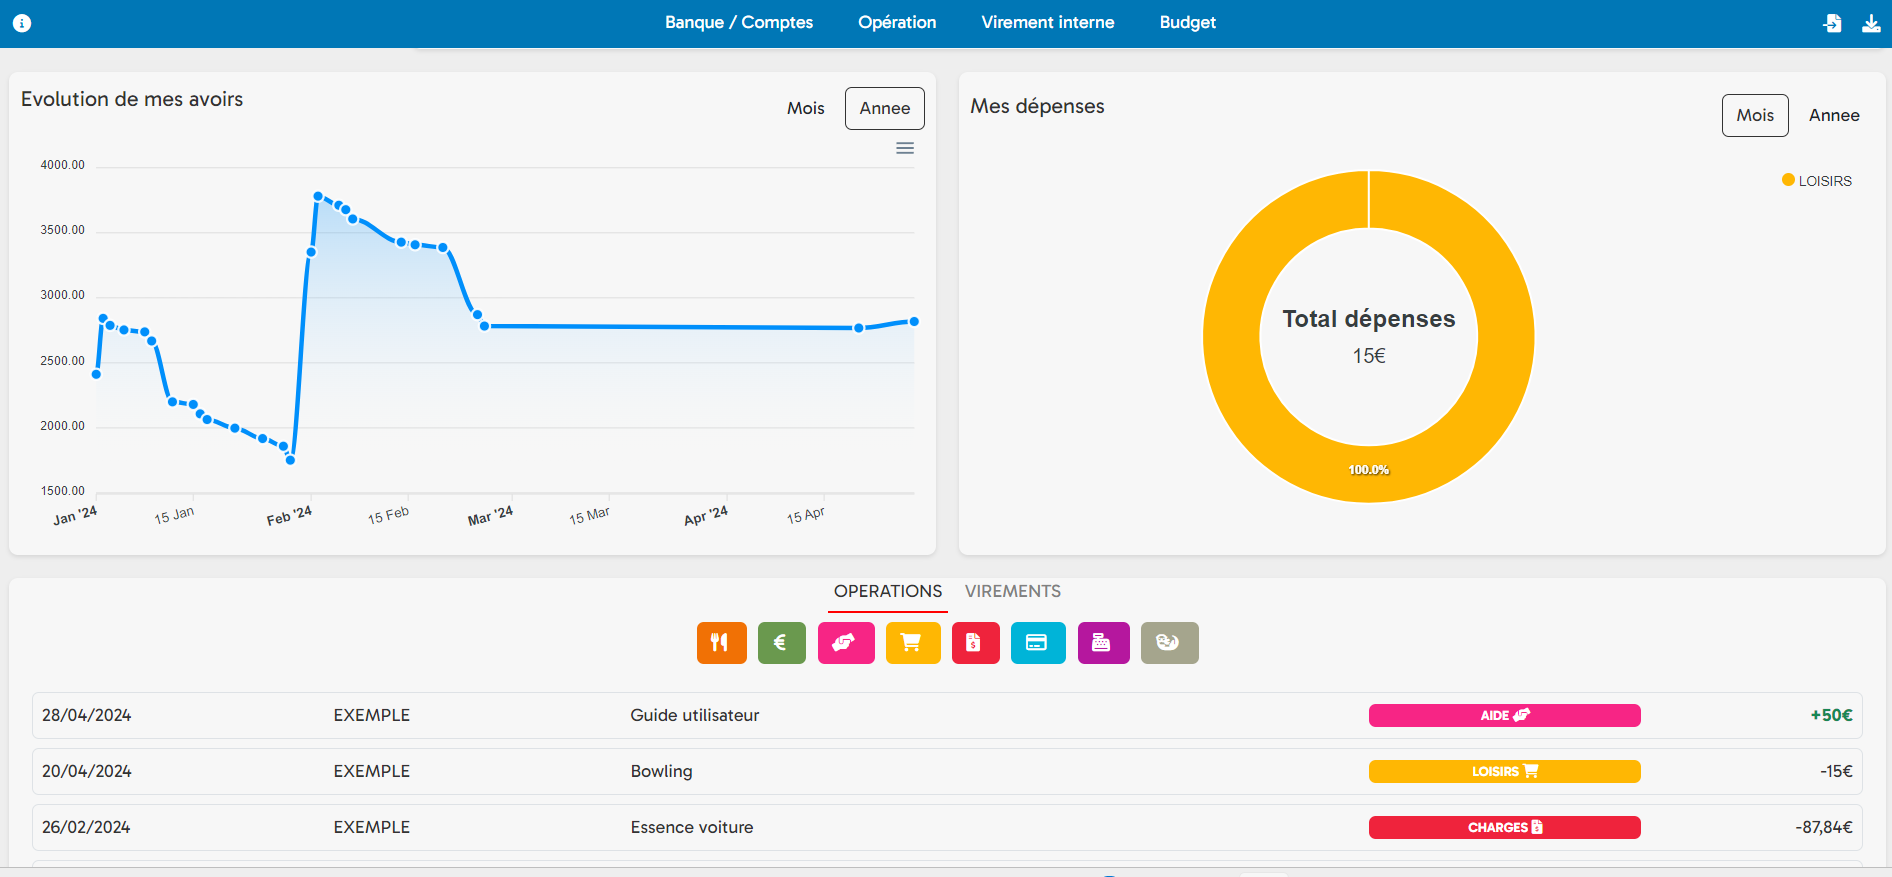 Banque / Comptes Opération Virement interne Budget
Evolution de mes avoirs
Mois Annee
4000.00
3500.00
3000.00
2500.00
2000.00
1500.00
Jan '24 15 Jan Feb '24 15 Feb Mar '24 15 Mar Apr '24 15 Apr
Mes dépenses
Mois Annee
LOISIRS
Total dépenses
15€
100.0%
OPERATIONS VIREMENTS
28/04/2024 EXEMPLE Guide utilisateur AIDE +50€
20/04/2024 EXEMPLE Bowling LOISIRS -15€
26/02/2024 EXEMPLE Essence voiture CHARGES -87,84€